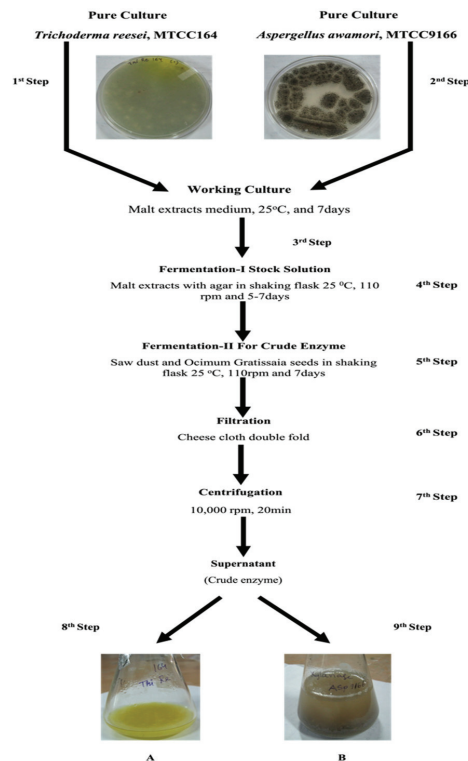 Pure Culture
Trichoderma reesei, MTCC164
Pure Culture
Aspergellus awamori, MTCC9166
1st Step
2nd Step
Working Culture
Malt extracts medium, 25oC, and 7days
3rd Step
Fermentation-I Stock Solution
Malt extracts with agar in shaking flask 25 0C, 110
rpm and 5-7days
4th Step
Fermentation-II For Crude Enzyme
Saw dust and Ocimum Gratissaia seeds in shaking
flask 25 oC, 110rpm and 7days
5th Step
Filtration
Cheese cloth double fold
6th Step
Centrifugation
10,000 rpm, 20min
7th Step
Supernatant
(Crude enzyme)
8th Step
9th Step
164
A
B